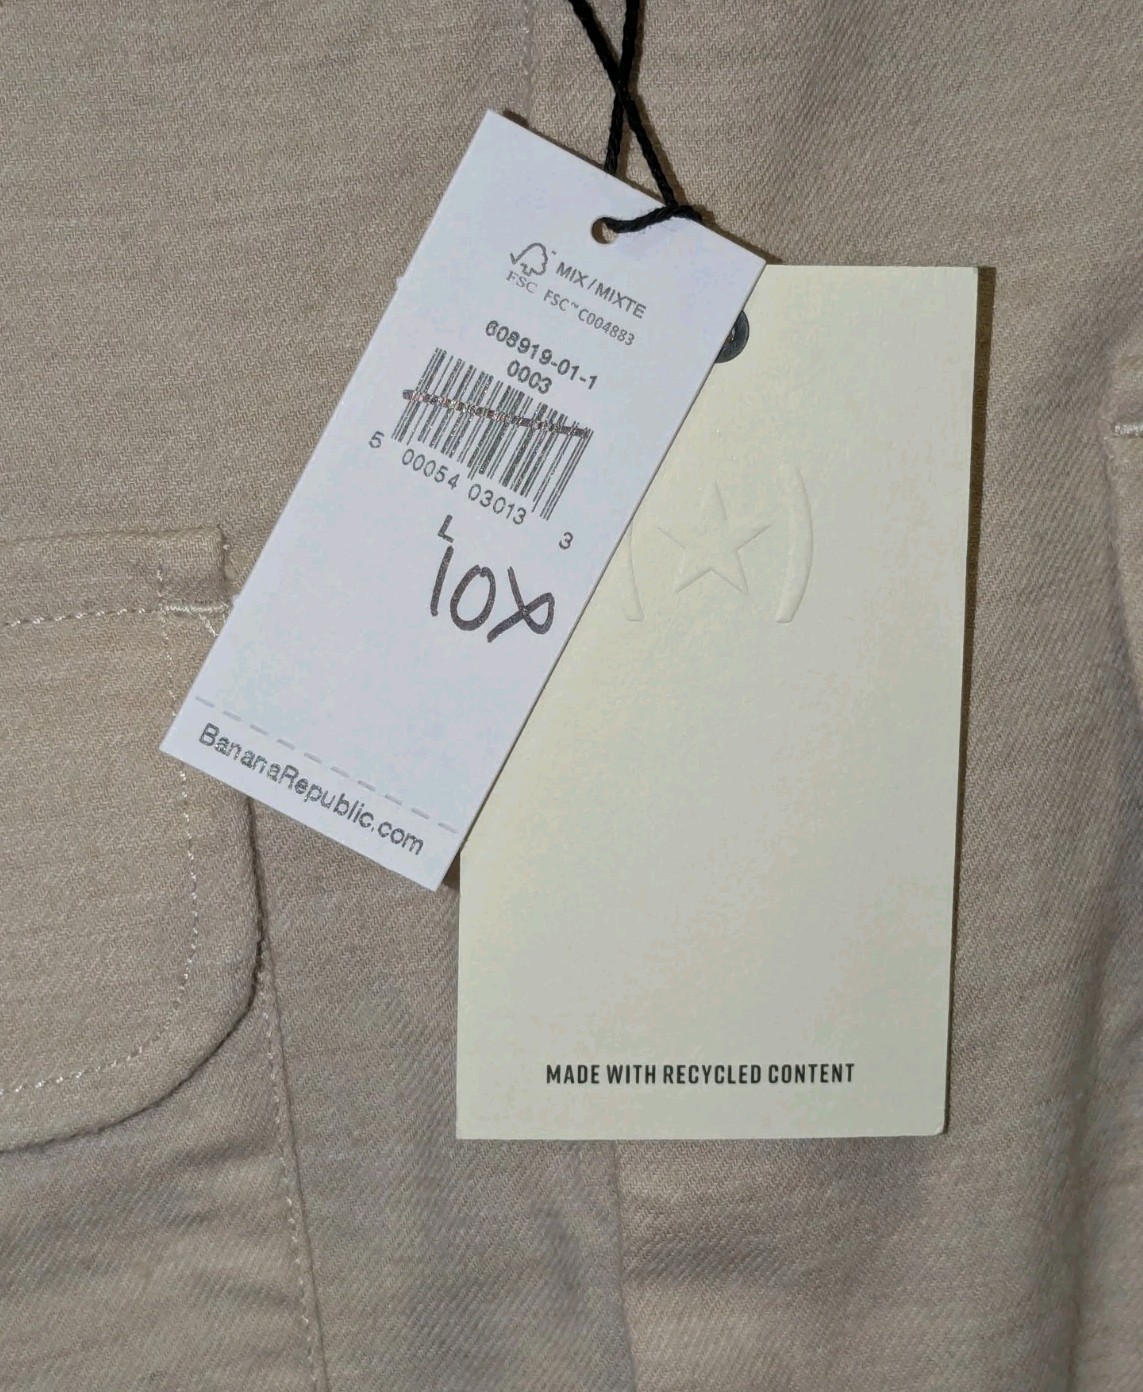 MIX/MIXTE
FSC FSC™ C004883
608919-01-1
0003
5 00054 03013 3
L
BananaRepublic.com
MADE WITH RECYCLED CONTENT